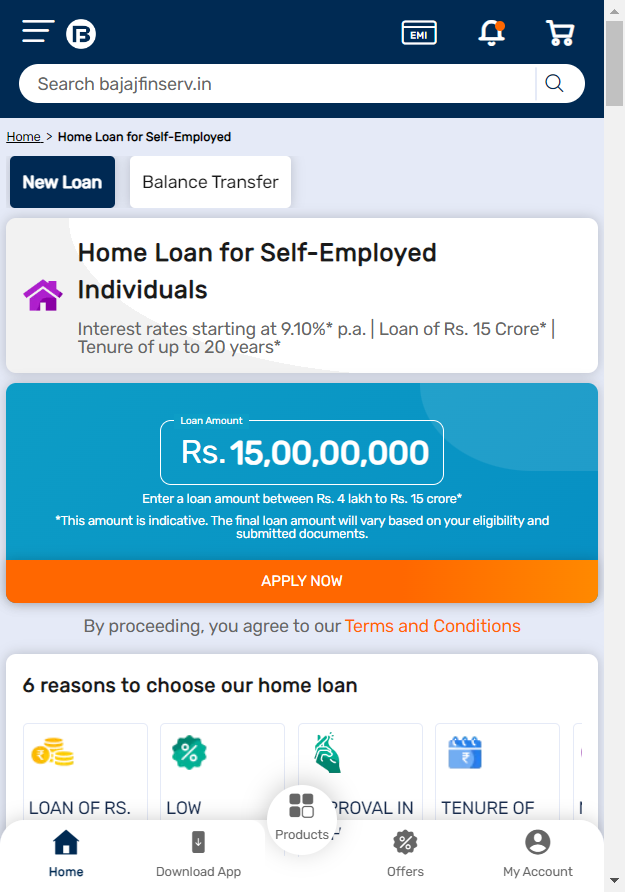 EMI
Search bajajfinserv.in
Home > Home Loan for Self-Employed
New Loan
Balance Transfer
Home Loan for Self-Employed
Individuals
Interest rates starting at 9.10%* p.a. | Loan of Rs. 15 Crore* |
Tenure of up to 20 years*
Loan Amount
Rs. 15,00,00,000
Enter a loan amount between Rs. 4 lakh to Rs. 15 crore*
*This amount is indicative. The final loan amount will vary based on your eligibility and
submitted documents.
APPLY NOW
By proceeding, you agree to our Terms and Conditions
6 reasons to choose our home loan
LOAN OF RS.
LOW
IN
TENURE OF
Products
Home
Download App
Offers
My Account